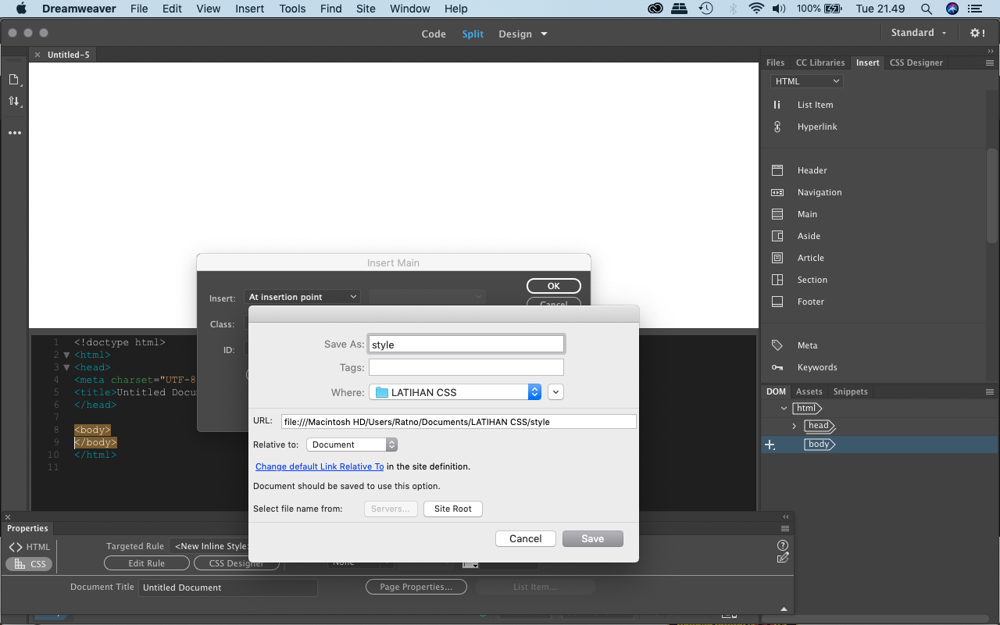 Dreamweaver File Edit View Insert Tools Find Site Window Help 100% Tue 21.49
Code Split Design Standard
Untitled-5
Files CC Libraries Insert CSS Designer
HTML
List Item
Hyperlink
Header
Navigation
Main
Aside
Article
Section
Footer
Meta
Keywords
Insert Main
Insert: At insertion point OK
Cancel
Class:
ID:
Save As: style
Tags:
Where: LATIHAN CSS
URL: file:///Macintosh HD/Users/Ratno/Documents/LATIHAN CSS/style
Relative to: Document
Change default Link Relative To in the site definition.
Document should be saved to use this option.
Select file name from: Servers... Site Root
Cancel Save
1 <!doctype html>
2 <html>
3 <head>
4 <meta charset="UTF-8
5 <title>Untitled Docu
6 </head>
7
8 <body>
9 </body>
10 </html>
11
DOM Assets Snippets
html
head
body
Properties
HTML Targeted Rule <New Inline Style>
CSS Edit Rule CSS Designer None
Document Title Untitled Document Page Properties... List Item...